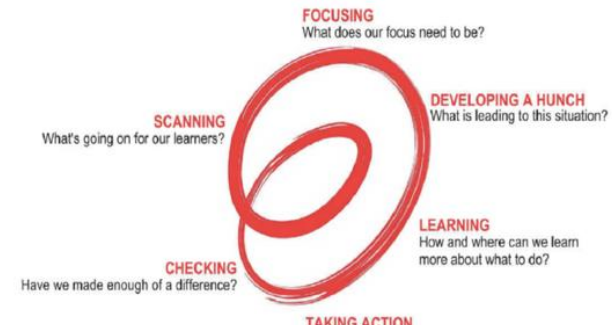 FOCUSING
What does our focus need to be?
DEVELOPING A HUNCH
What is leading to this situation?
SCANNING
What's going on for our learners?
LEARNING
How and where can we learn
more about what to do?
CHECKING
Have we made enough of a difference?
TAKING ACTION